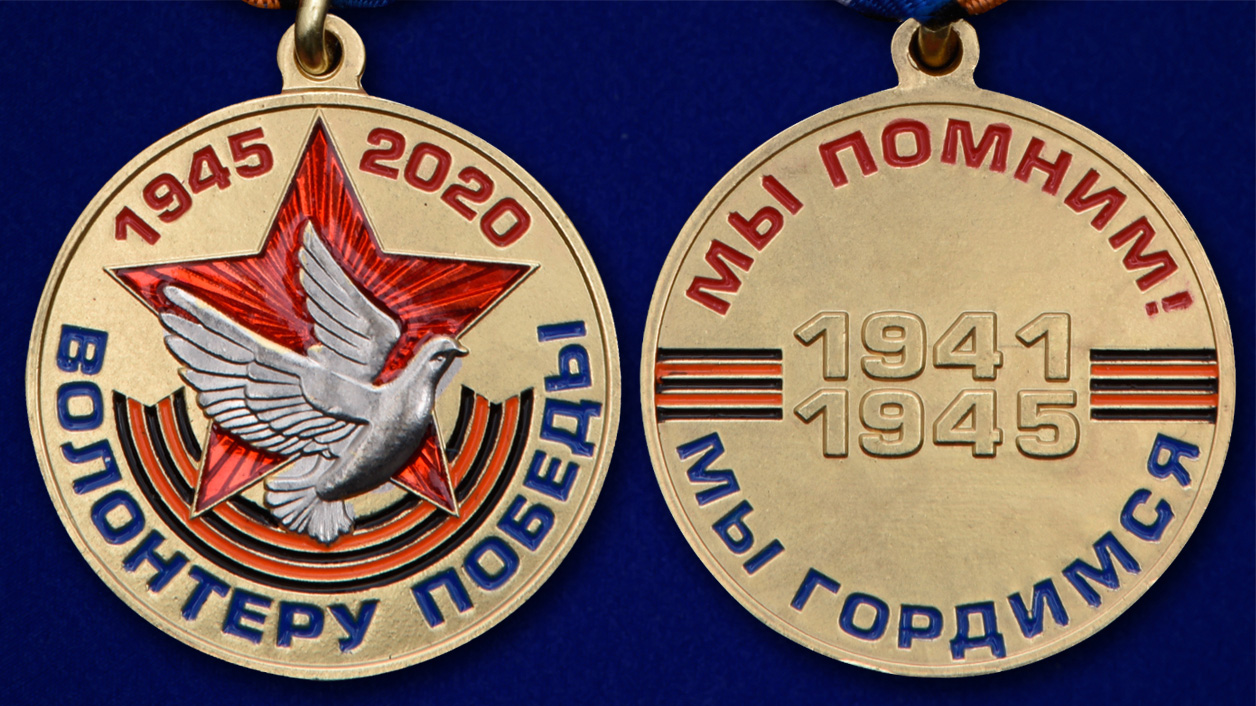 1945 2020
ВОЛОНТЕРУ ПОБЕДЫ
МЫ ПОМНИМ!
1941
1945
МЫ ГОРДИМСЯ